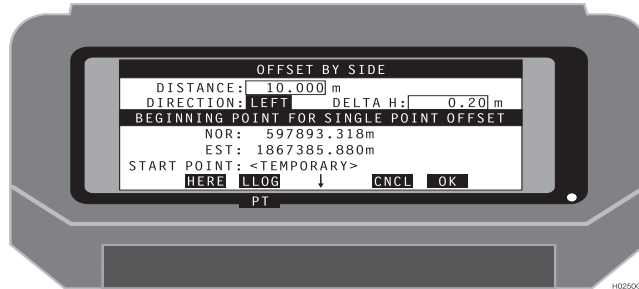 OFFSET BY SIDE
DISTANCE: 10.000 m
DIRECTION: LEFT DELTA H: 0.20 m
BEGINNING POINT FOR SINGLE POINT OFFSET
NOR: 597893.318m
EST: 1867385.880m
START POINT: <TEMPORARY>
HERE LLOG ↓ CNCL OK
PT